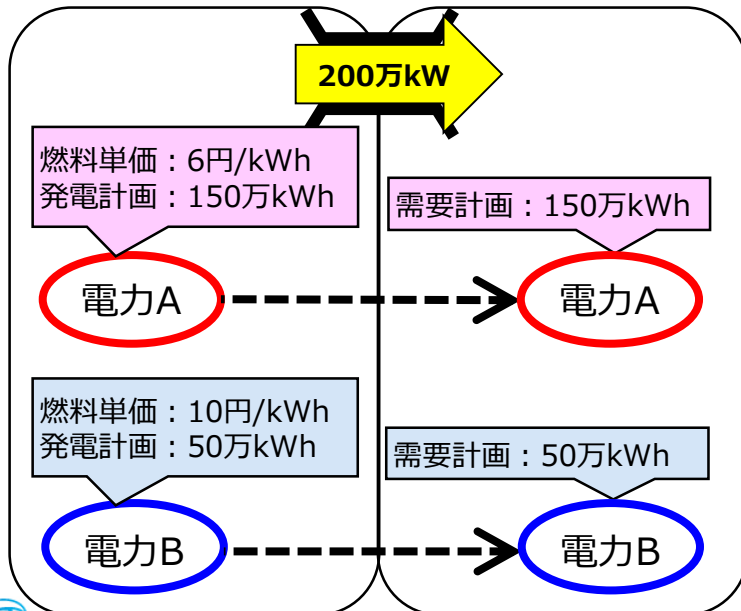 200万kW
燃料単価：6円/kWh
発電計画：150万kWh
需要計画：150万kWh
電力A
電力A
燃料単価：10円/kWh
発電計画：50万kWh
需要計画：50万kWh
電力B
電力B